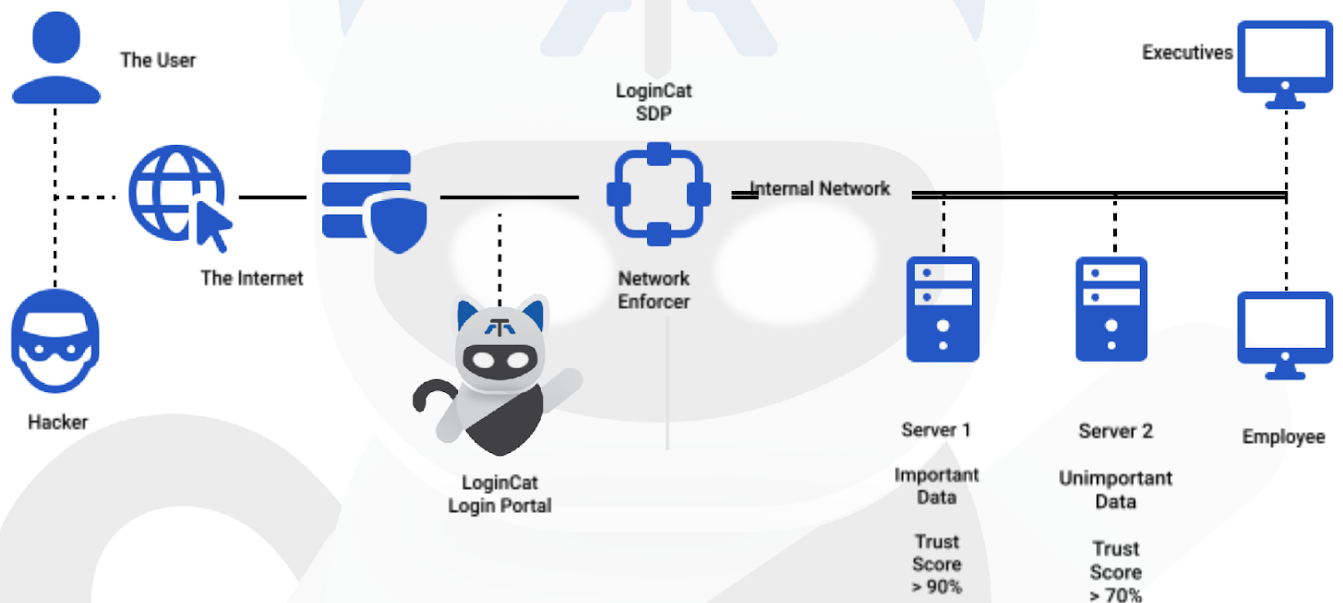 The User
Executives
LoginCat
SDP
Internal Network
The Internet
Network
Enforcer
Hacker
LoginCat
Login Portal
Server 1
Important
Data
Trust
Score
> 90%
Server 2
Unimportant
Data
Trust
Score
> 70%
Employee